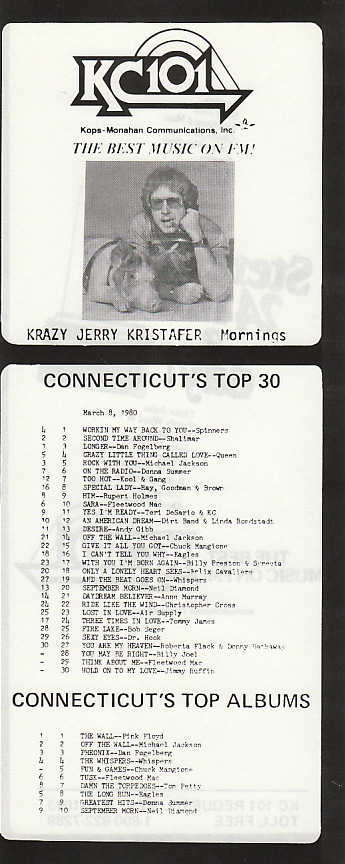 KC101
Kops-Monahan Communications, Inc.
THE BEST MUSIC ON FM!
KRAZY JERRY KRISTAFER Mornings
CONNECTICUT'S TOP 30
March 8, 1980
4 1 WORKIN MY WAY BACK TO YOU--Spinners
2 2 SECOND TIME AROUND--Shalimar
1 3 LONGER--Dan Fogelberg
5 4 CRAZY LITTLE THING CALLED LOVE--Queen
3 5 ROCK WITH YOU--Michael Jackson
7 6 ON THE RADIO--Donna Summer
12 7 TOO HOT--Kool & Gang
16 8 SPECIAL LADY--Ray, Goodman & Brown
8 9 HIM--Rupert Holmes
6 10 SARA--Fleetwood Mac
9 11 YES I'M READY--Teri DeSario & KC
10 12 AN AMERICAN DREAM--Dirt Band & Linda Rondstadt
11 13 DESIRE--Andy Gibb
21 14 OFF THE WALL--Michael Jackson
22 15 GIVE IT ALL YOU GOT--Chuck Mangione
18 16 I CAN'T TELL YOU WHY--Eagles
23 17 WITH YOU I'M BORN AGAIN--Billy Preston & Syreeta
20 18 ONLY A LONELY HEART SEES--Felix Cavaliere
27 19 AND THE BEAT GOES ON--Whispers
13 20 SEPTEMBER MORN--Neil Diamond
14 21 DAYDREAM BELIEVER--Anne Murray
24 22 RIDE LIKE THE WIND--Christopher Cross
25 23 LOST IN LOVE--Air Supply
17 24 THREE TIMES IN LOVE--Tommy James
28 25 FIRE LAKE--Bob Seger
29 26 SEXY EYES--Dr. Hook
30 27 YOU ARE MY HEAVEN--Roberta Flack & Donny Hathaway
- 28 YOU MAY BE RIGHT--Billy Joel
- 29 THINK ABOUT ME--Fleetwood Mac
- 30 HOLD ON TO MY LOVE--Jimmy Ruffin
CONNECTICUT'S TOP ALBUMS
1 1 THE WALL--Pink Floyd
2 2 OFF THE WALL--Michael Jackson
3 3 PHEONIX--Dan Fogelberg
4 4 THE WHISPERS--Whispers
- 5 FUN & GAMES--Chuck Mangione
6 6 TUSK--Fleetwood Mac
8 7 DAMN THE TORPEDOES--Tom Petty
5 8 THE LONG RUN--Eagles
7 9 GREATEST HITS--Donna Summer
9 10 SEPTEMBER MORN--Neil Diamond